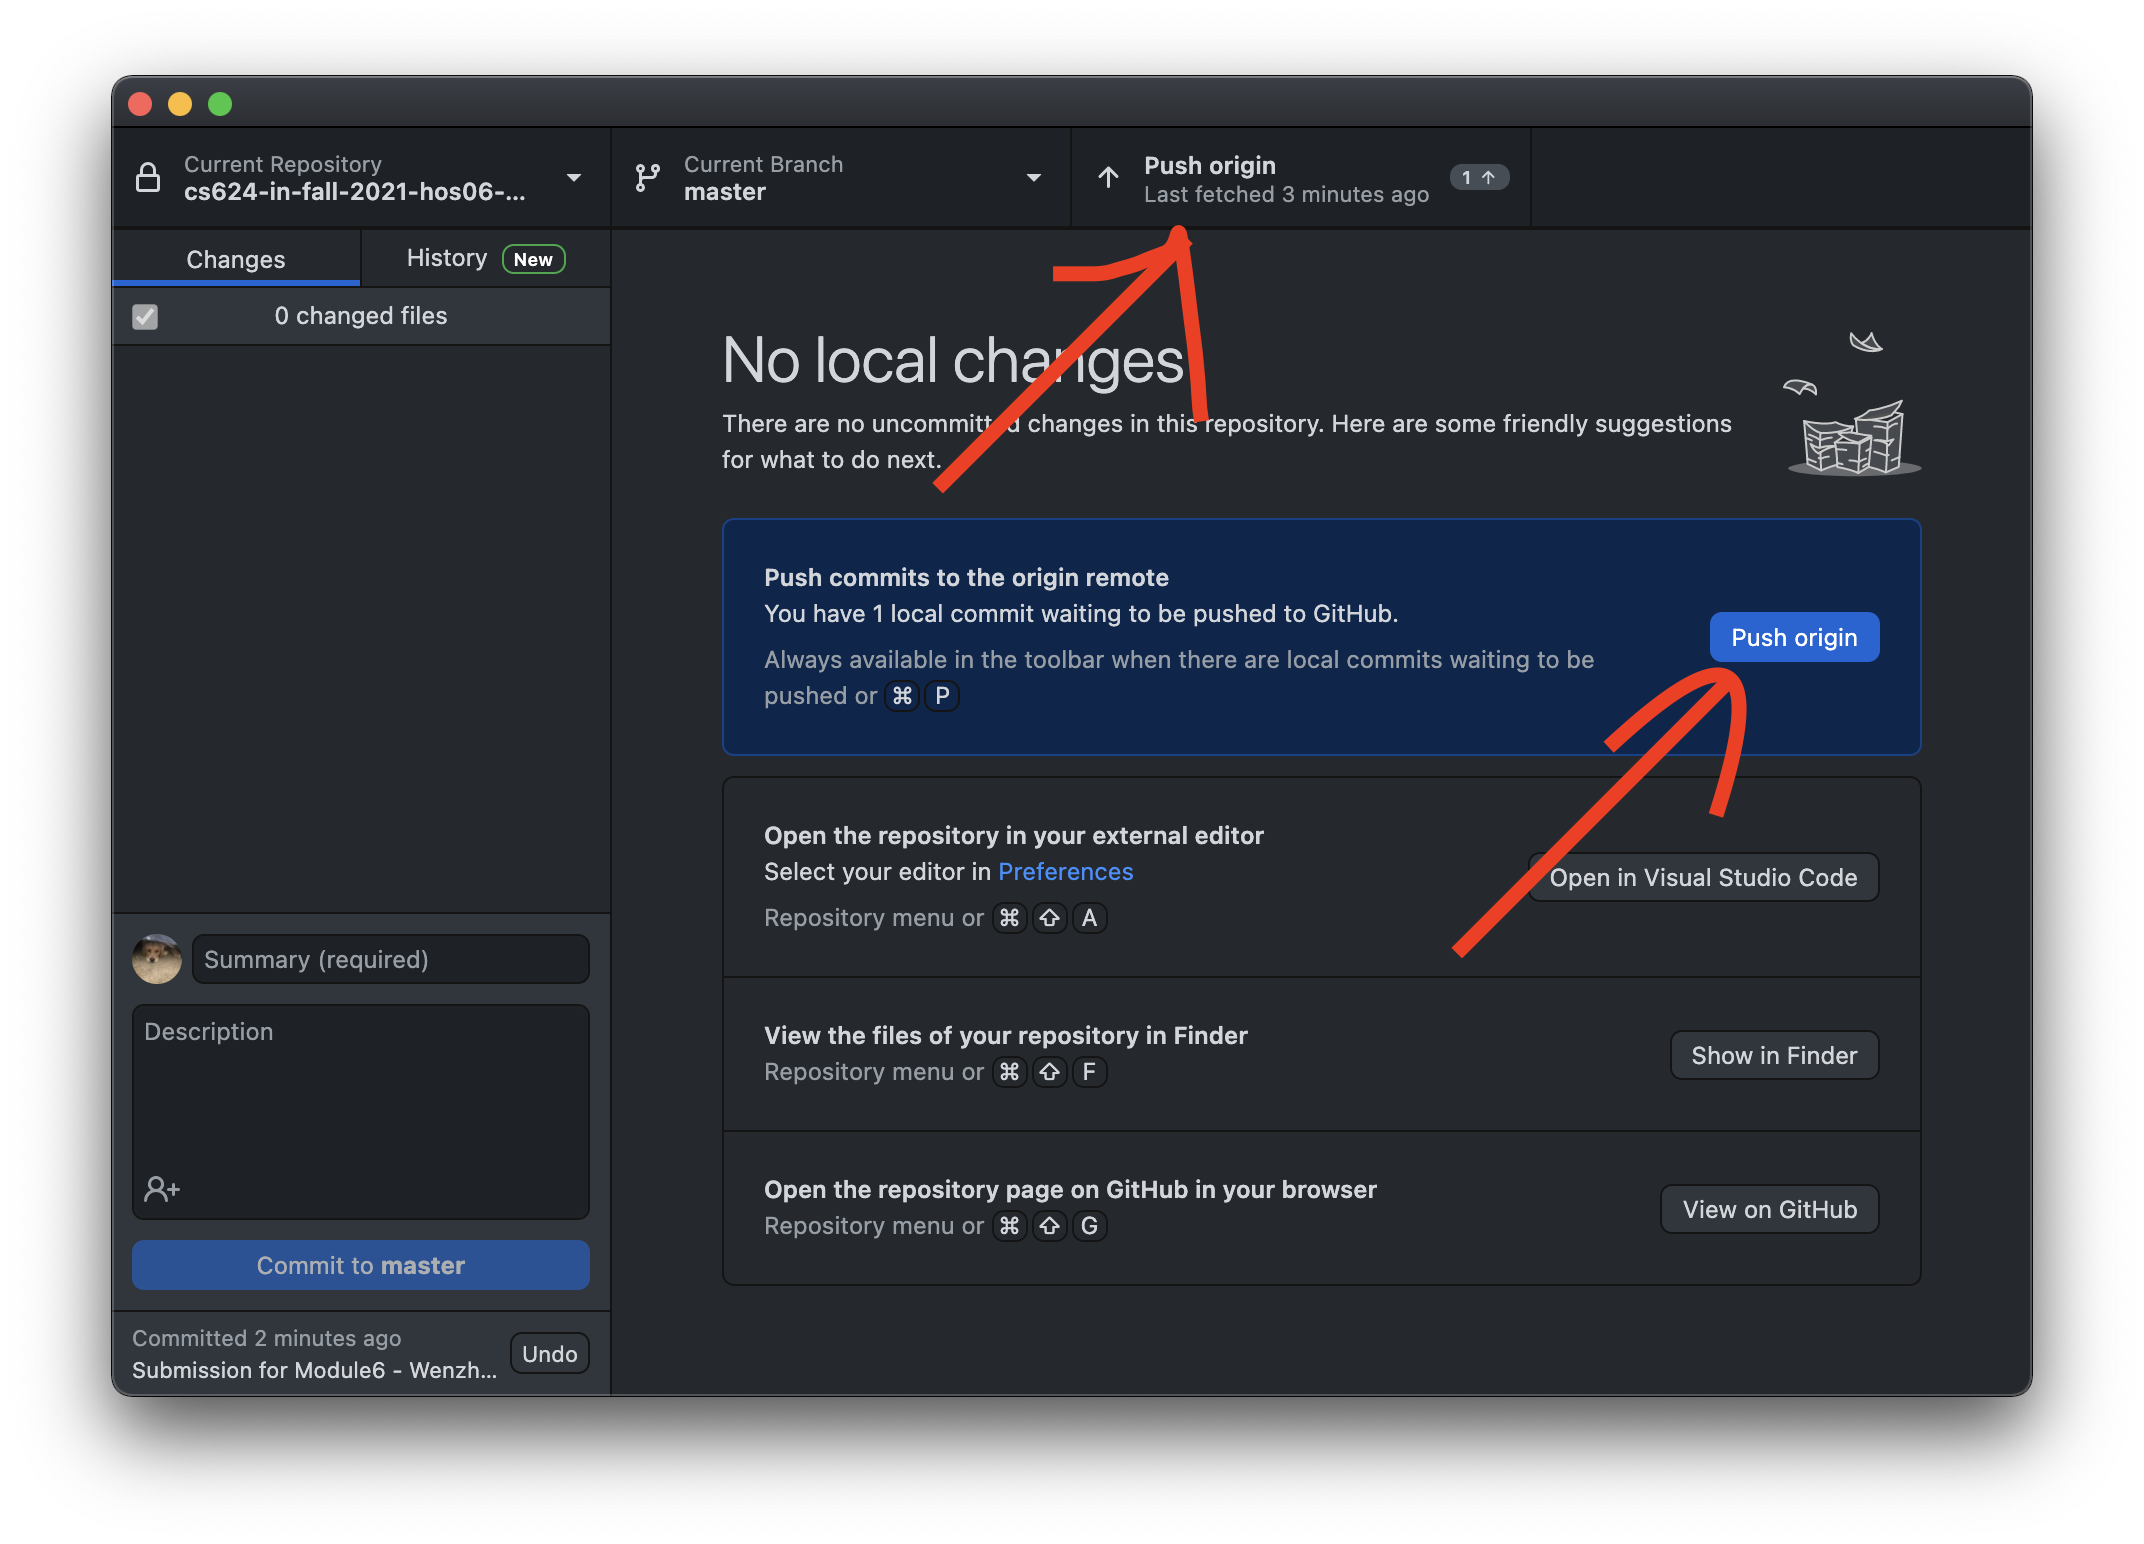 Current Repository
cs624-in-fall-2021-hos06-...
Current Branch
master
Push origin
Last fetched 3 minutes ago
1 ↑
Changes
History New
0 changed files
No local changes
There are no uncommitted changes in this repository. Here are some friendly suggestions
for what to do next.
Push commits to the origin remote
You have 1 local commit waiting to be pushed to GitHub.
Always available in the toolbar when there are local commits waiting to be
pushed or ⌘ P
Push origin
Open the repository in your external editor
Select your editor in Preferences
Repository menu or ⌘ ⇧ A
Open in Visual Studio Code
View the files of your repository in Finder
Repository menu or ⌘ ⇧ F
Show in Finder
Open the repository page on GitHub in your browser
Repository menu or ⌘ ⇧ G
View on GitHub
Summary (required)
Description
Commit to master
Committed 2 minutes ago
Submission for Module6 - Wenzh...
Undo